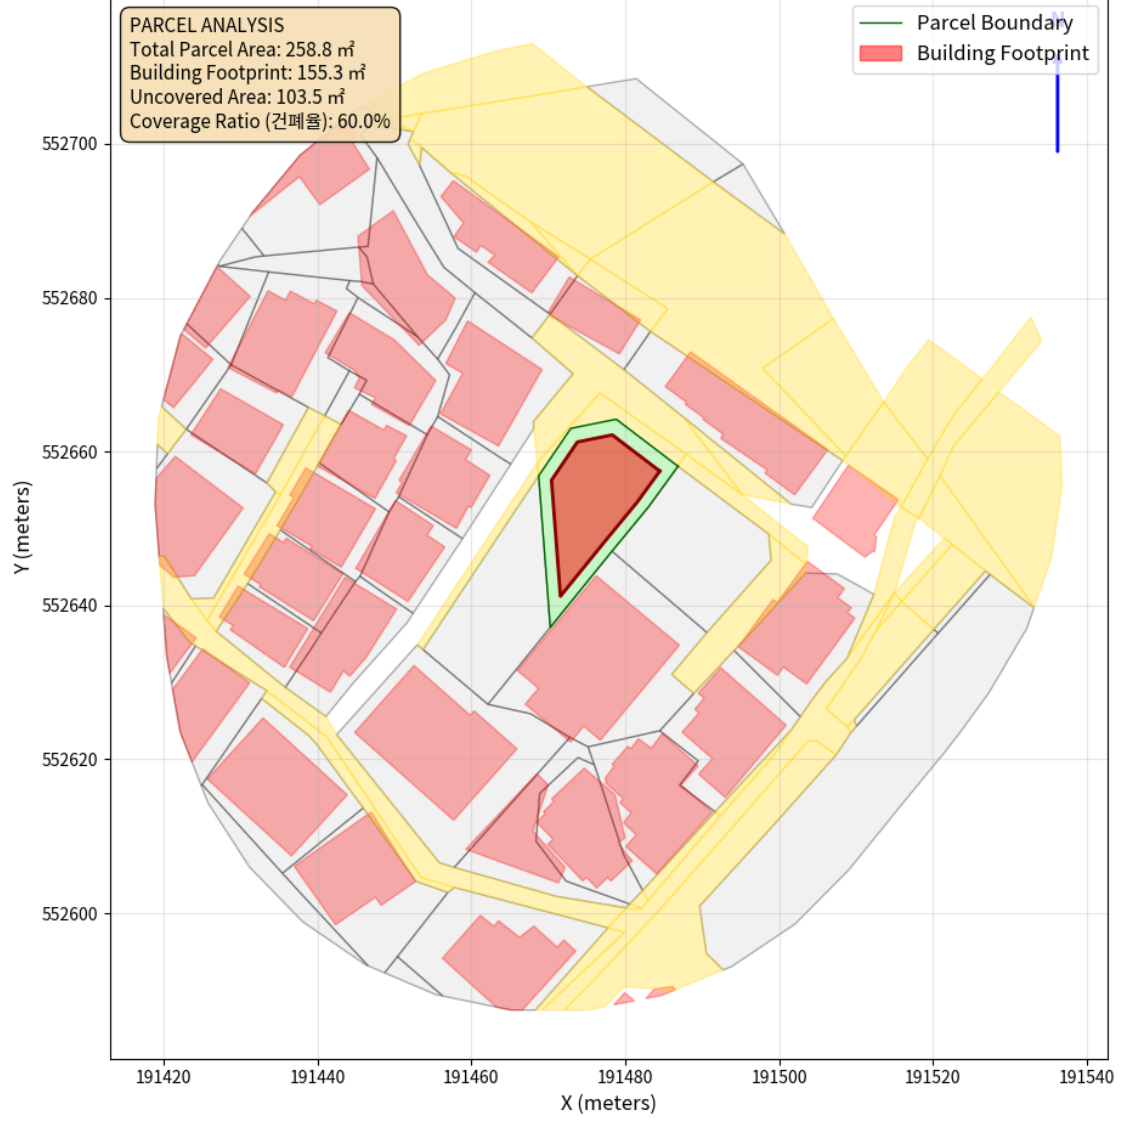 PARCEL ANALYSIS
Total Parcel Area: 258.8 ㎡
Building Footprint: 155.3 ㎡
Uncovered Area: 103.5 ㎡
Coverage Ratio (건폐율): 60.0%
Parcel Boundary
Building Footprint
N
552700
552680
552660
552640
552620
552600
Y (meters)
191420
191440
191460
191480
191500
191520
191540
X (meters)